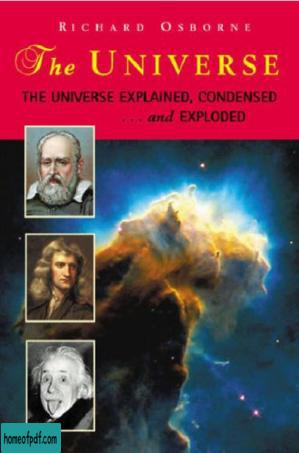 RICHARD OSBORNE
The UNIVERSE
THE UNIVERSE EXPLAINED, CONDENSED
. . . and EXPLODED
homeofpdf.com